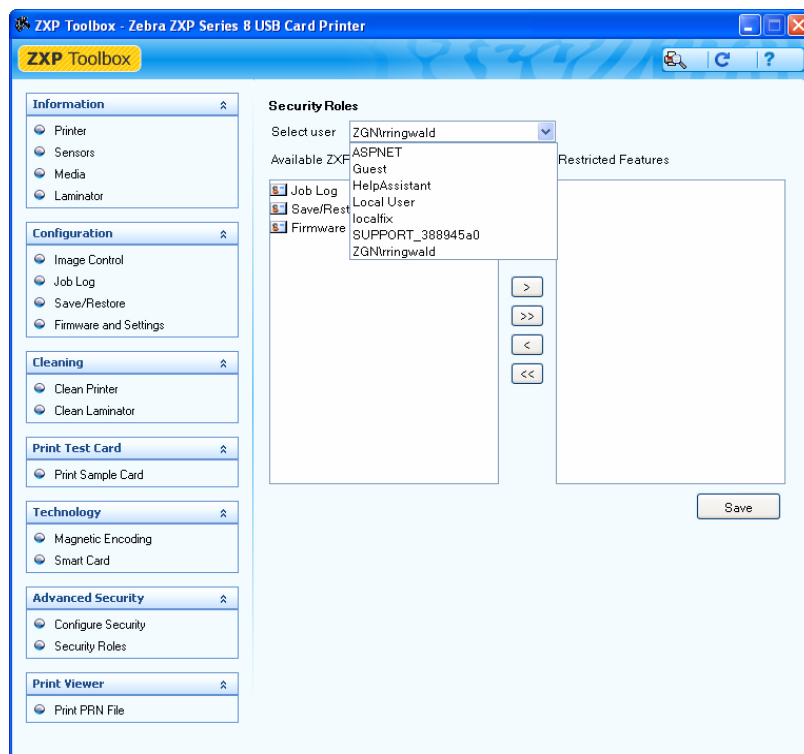 ZXP Toolbox - Zebra ZXP Series 8 USB Card Printer
ZXP Toolbox
?
Information
Printer
Sensors
Media
Laminator
Configuration
Image Control
Job Log
Save/Restore
Firmware and Settings
Cleaning
Clean Printer
Clean Laminator
Print Test Card
Print Sample Card
Technology
Magnetic Encoding
Smart Card
Advanced Security
Configure Security
Security Roles
Print Viewer
Print PRN File
Security Roles
Select user ZGN\rringwald
ASPNET
Guest
HelpAssistant
Local User
localfix
SUPPORT_388945a0
ZGN\rringwald
Available ZXP
Job Log
Save/Rest
Firmware
>
>>
<
<<
Restricted Features
Save